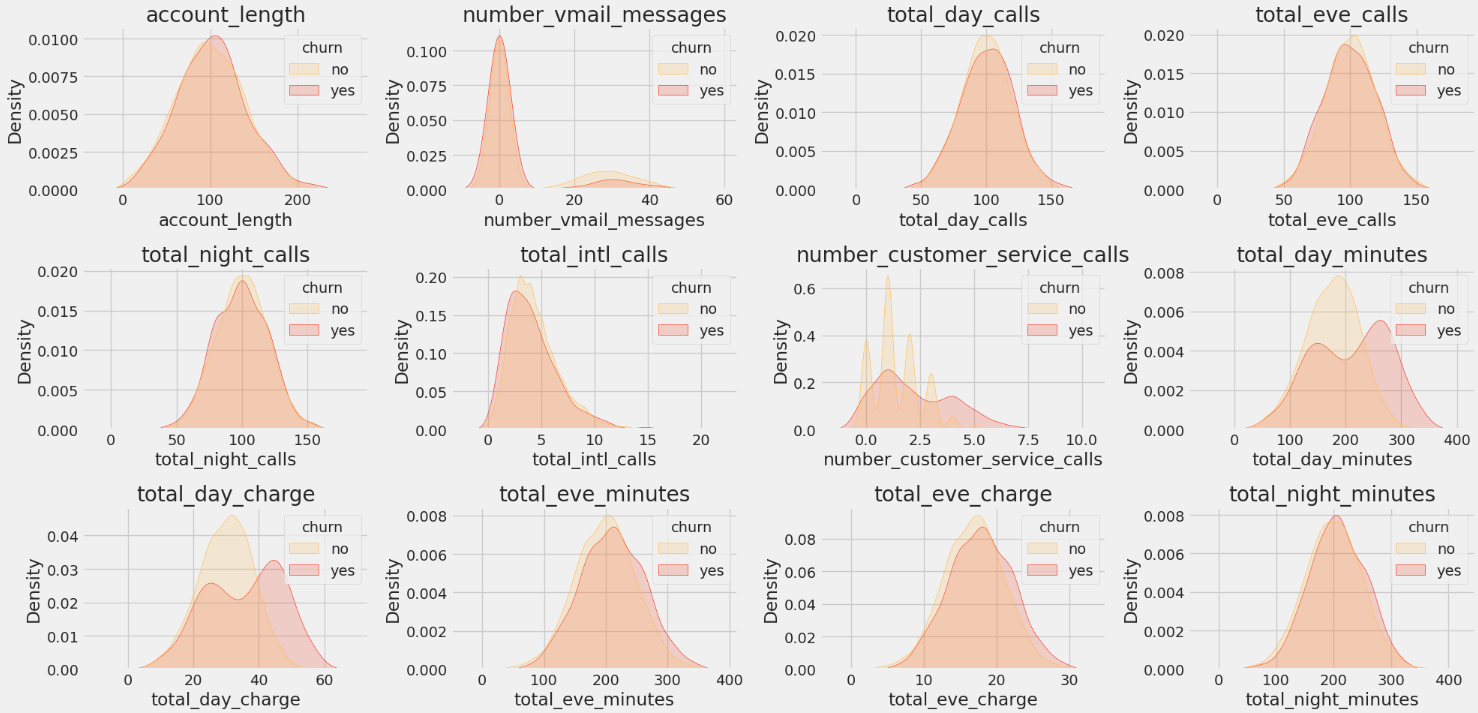 account_length
Density
0.0100
0.0075
0.0050
0.0025
0.0000
churn
no
yes
0 100 200
account_length
number_vmail_messages
Density
0.100
0.075
0.050
0.025
0.000
churn
no
yes
0 20 40 60
number_vmail_messages
total_day_calls
Density
0.020
0.015
0.010
0.005
0.000
churn
no
yes
0 50 100 150
total_day_calls
total_eve_calls
Density
0.020
0.015
0.010
0.005
0.000
churn
no
yes
0 50 100 150
total_eve_calls
total_night_calls
Density
0.020
0.015
0.010
0.005
0.000
churn
no
yes
0 50 100 150
total_night_calls
total_intl_calls
Density
0.20
0.15
0.10
0.05
0.00
churn
no
yes
0 5 10 15 20
total_intl_calls
number_customer_service_calls
Density
0.6
0.4
0.2
0.0
churn
no
yes
0.0 2.5 5.0 7.5 10.0
number_customer_service_calls
total_day_minutes
Density
0.008
0.006
0.004
0.002
0.000
churn
no
yes
0 100 200 300 400
total_day_minutes
total_day_charge
Density
0.04
0.03
0.02
0.01
0.00
churn
no
yes
0 20 40 60
total_day_charge
total_eve_minutes
Density
0.008
0.006
0.004
0.002
0.000
churn
no
yes
0 100 200 300 400
total_eve_minutes
total_eve_charge
Density
0.08
0.06
0.04
0.02
0.00
churn
no
yes
0 10 20 30
total_eve_charge
total_night_minutes
Density
0.008
0.006
0.004
0.002
0.000
churn
no
yes
0 100 200 300 400
total_night_minutes